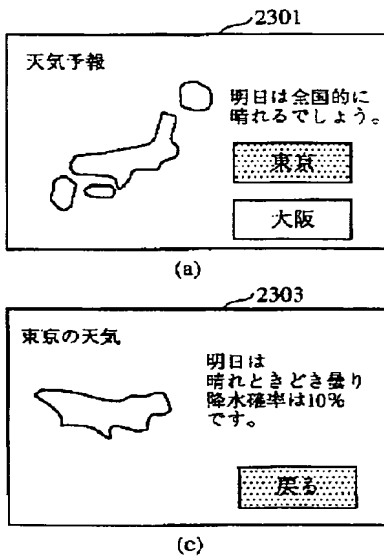 2301
天気予報
明日は全国的に
晴れるでしょう。
東京
大阪
(a)
2303
東京の天気
明日は
晴れときどき曇り
降水確率は10%
です。
戻る
(c)